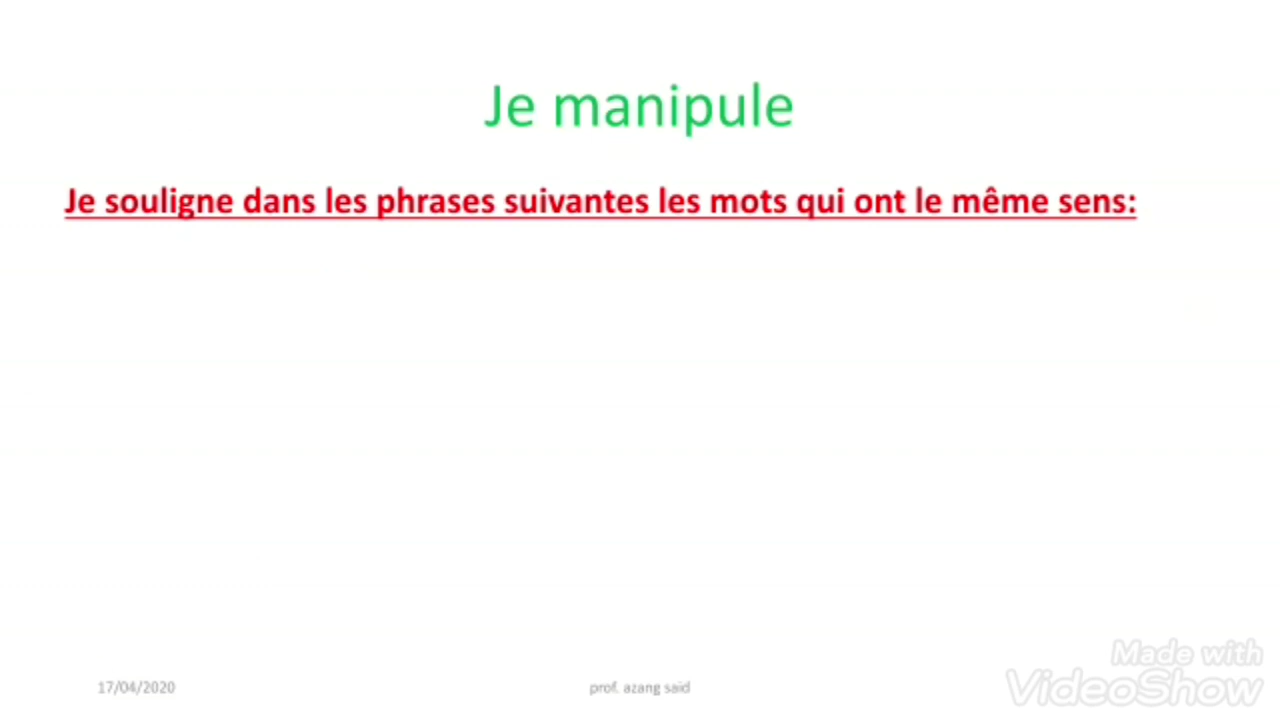 Je manipule
Je souligne dans les phrases suivantes les mots qui ont le même sens:
17/04/2020
prof. azang said
Made with
VideoShow